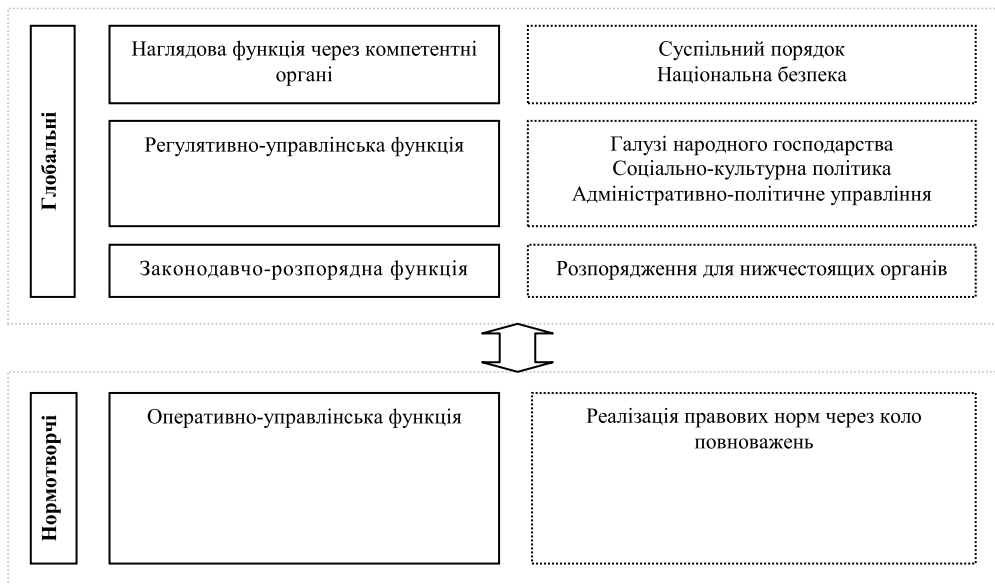 Глобальні
Наглядова функція через компетентні
органі
Суспільний порядок
Національна безпека
Регулятивно-управлінська функція
Галузі народного господарства
Соціально-культурна політика
Адміністративно-політичне управління
Законодавчо-розпорядна функція
Розпорядження для нижчестоящих органів
Нормотворчі
Оперативно-управлінська функція
Реалізація правових норм через коло
повноважень